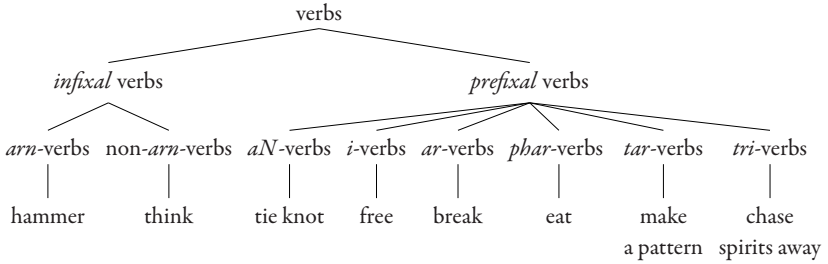 verbs
infixal verbs prefixal verbs
arn-verbs non-arn-verbs aN-verbs i-verbs ar-verbs phar-verbs tar-verbs tri-verbs
hammer think tie knot free break eat make chase
a pattern spirits away